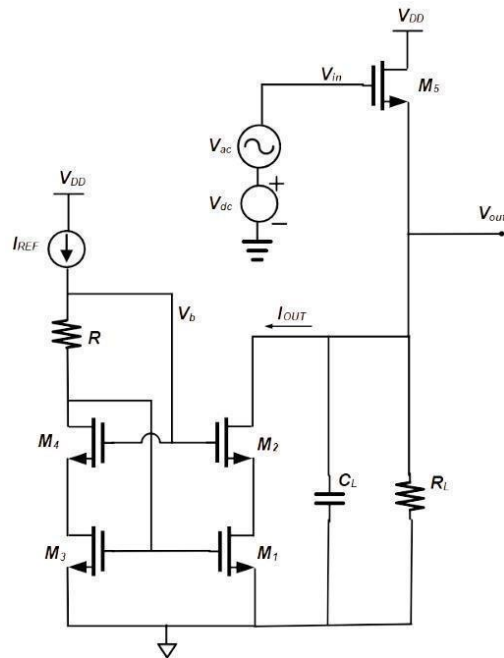 VDD
Vin
M5
Vac
Vdc
+
−
Vout
VDD
IREF
Vb
IOUT
R
M4
M2
CL
RL
M3
M1